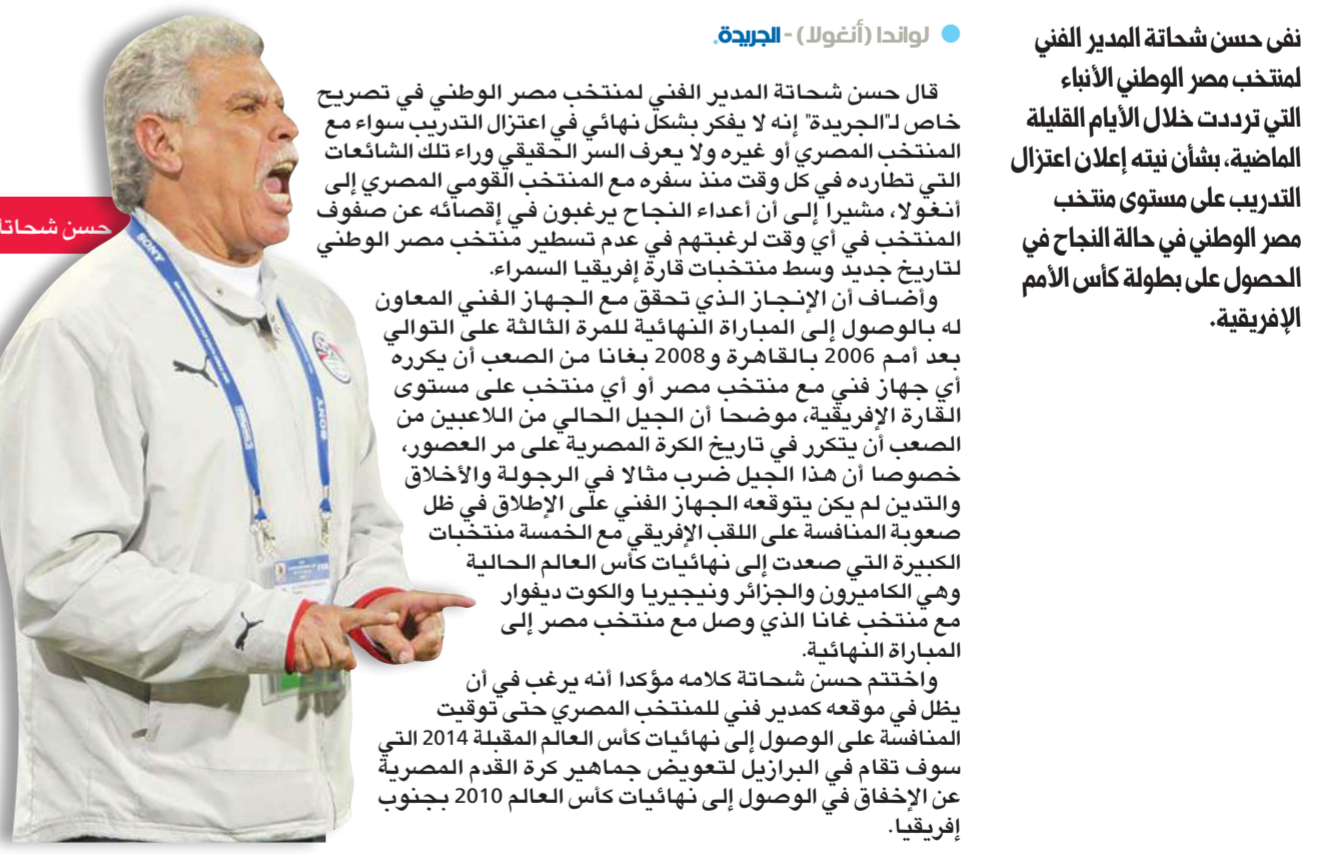 نفى حسن شحاتة المدير الفني
لمنتخب مصر الوطني الأنباء
التي ترددت خلال الأيام القليلة
الماضية، بشأن نيته إعلان اعتزال
التدريب على مستوى منتخب
مصر الوطني في حالة النجاح في
الحصول على بطولة كأس الأمم
الإفريقية.
لواندا (أنغولا) - الجريدة.
قال حسن شحاتة المدير الفني لمنتخب مصر الوطني في تصريح
خاص لـ"الجريدة" إنه لا يفكر بشكل نهائي في اعتزال التدريب سواء مع
المنتخب المصري أو غيره ولا يعرف السر الحقيقي وراء تلك الشائعات
التي تطارده في كل وقت منذ سفره مع المنتخب القومي المصري إلى
أنغولا، مشيرا إلى أن أعداء النجاح يرغبون في إقصائه عن صفوف
المنتخب في أي وقت لرغبتهم في عدم تسطير منتخب مصر الوطني
لتاريخ جديد وسط منتخبات قارة إفريقيا السمراء.
وأضاف أن الإنجاز الذي تحقق مع الجهاز الفني المعاون
له بالوصول إلى المباراة النهائية للمرة الثالثة على التوالي
بعد أمم 2006 بالقاهرة و2008 بغانا من الصعب أن يكرره
أي جهاز فني مع منتخب مصر أو أي منتخب على مستوى
القارة الإفريقية، موضحا أن الجيل الحالي من اللاعبين من
الصعب أن يتكرر في تاريخ الكرة المصرية على مر العصور،
خصوصا أن هذا الجيل ضرب مثالا في الرجولة والأخلاق
والتدين لم يكن يتوقعه الجهاز الفني على الإطلاق في ظل
صعوبة المنافسة على اللقب الإفريقي مع الخمسة منتخبات
الكبيرة التي صعدت إلى نهائيات كأس العالم الحالية
وهي الكاميرون والجزائر ونيجيريا والكوت ديفوار
مع منتخب غانا الذي وصل مع منتخب مصر إلى
المباراة النهائية.
واختتم حسن شحاتة كلامه مؤكدا أنه يرغب في أن
يظل في موقعه كمدير فني للمنتخب المصري حتى توقيت
المنافسة على الوصول إلى نهائيات كأس العالم المقبلة 2014 التي
سوف تقام في البرازيل لتعويض جماهير كرة القدم المصرية
عن الإخفاق في الوصول إلى نهائيات كأس العالم 2010 بجنوب
إفريقيا.
حسن شحاتة
SONY
SONY